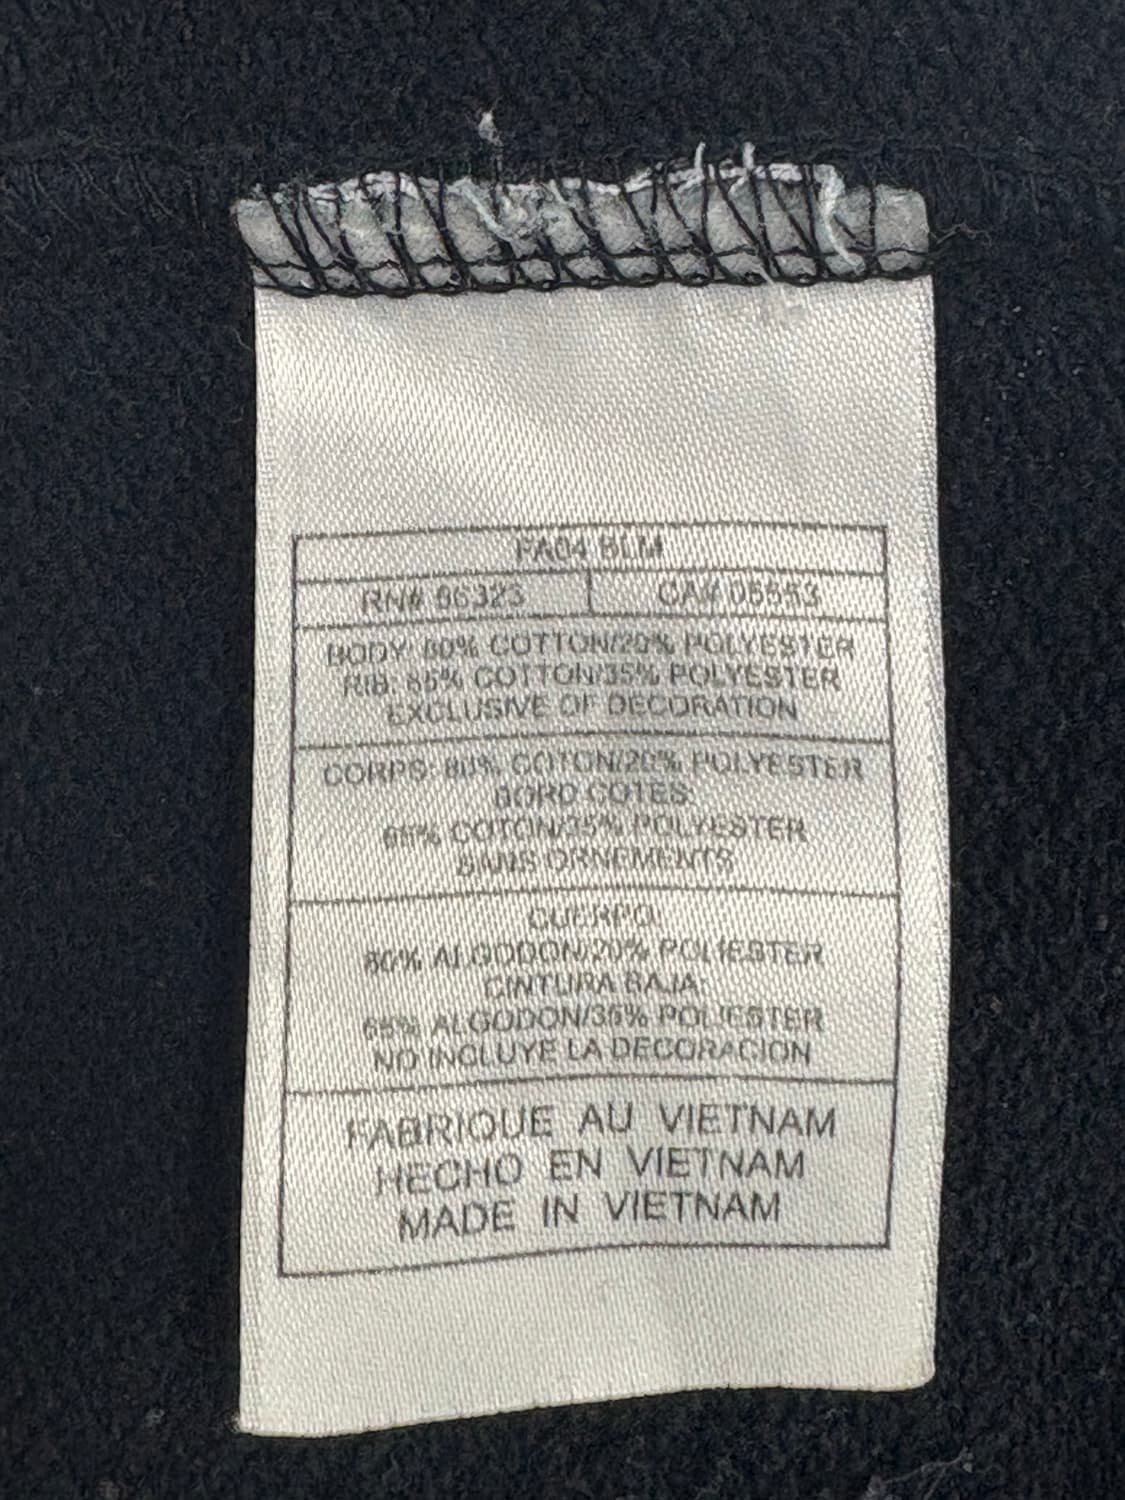 FA04 BLM
RN# 86323 CA# 05553
BODY: 80% COTTON/20% POLYESTER
RIB: 65% COTTON/35% POLYESTER
EXCLUSIVE OF DECORATION
CORPS: 80% COTON/20% POLYESTER
BORD COTES:
65% COTON/35% POLYESTER
SANS ORNEMENTS
CUERPO:
80% ALGODON/20% POLIESTER
CINTURA BAJA:
65% ALGODON/35% POLIESTER
NO INCLUYE LA DECORACION
FABRIQUE AU VIETNAM
HECHO EN VIETNAM
MADE IN VIETNAM